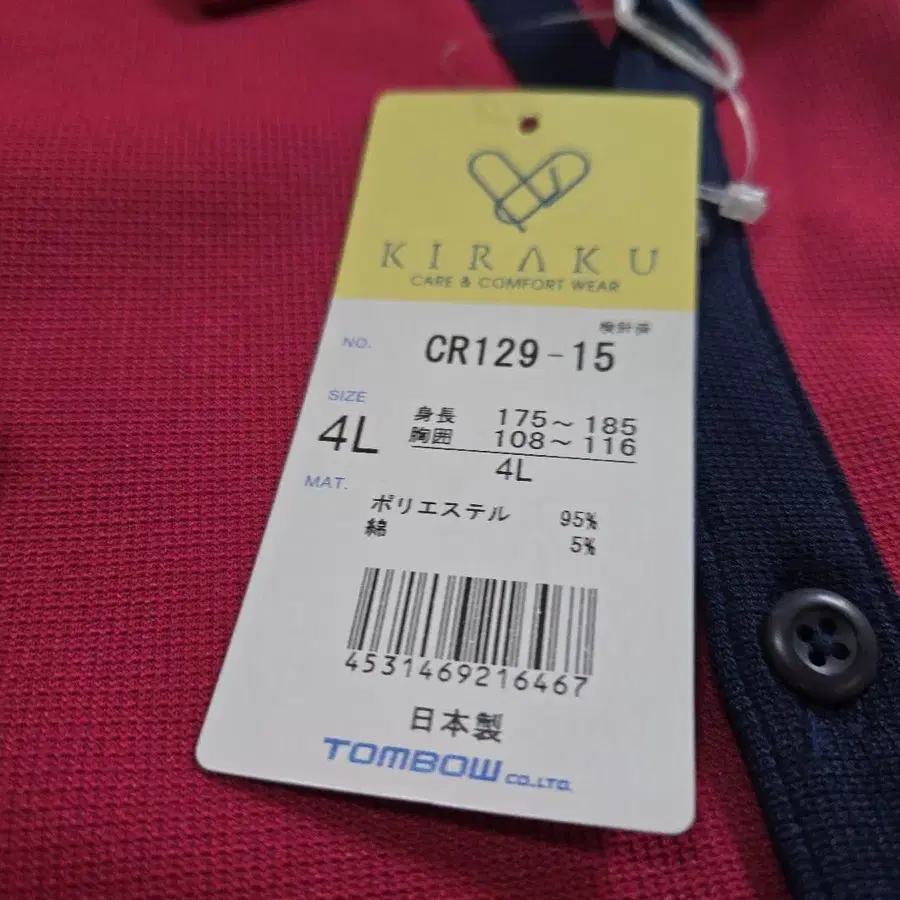 KIRAKU
CARE & COMFORT WEAR
検針済
NO. CR129-15
SIZE
4L 身長 175～185
胸囲 108～116
4L
MAT.
ポリエステル 95%
綿 5%
4531469216467
日本製
TOMBOW CO.,LTD.